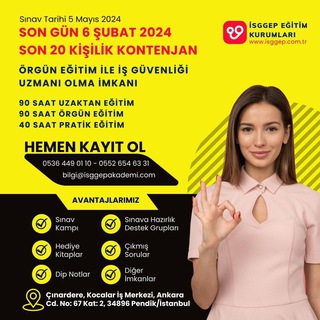 Sınav Tarihi 5 Mayıs 2024
SON GÜN 6 ŞUBAT 2024
SON 20 KİŞİLİK KONTENJAN
İSGGEP EĞİTİM
KURUMLARI
www.isggep.com.tr
ÖRGÜN EĞİTİM İLE İŞ GÜVENLİĞİ
UZMANI OLMA İMKANI
90 SAAT UZAKTAN EĞİTİM
90 SAAT ÖRGÜN EĞİTİM
40 SAAT PRATİK EĞİTİM
HEMEN KAYIT OL
0536 449 01 10 - 0552 654 63 31
bilgi@isggepakademi.com
AVANTAJLARIMIZ
Sınav
Kampı
Sınava Hazırlık
Destek Grupları
Hediye
Kitaplar
Çıkmış
Sorular
Dip Notlar
Diğer
İmkanlar
Çınardere, Kocalar İş Merkezi, Ankara
Cd. No: 67 Kat: 2, 34896 Pendik/İstanbul